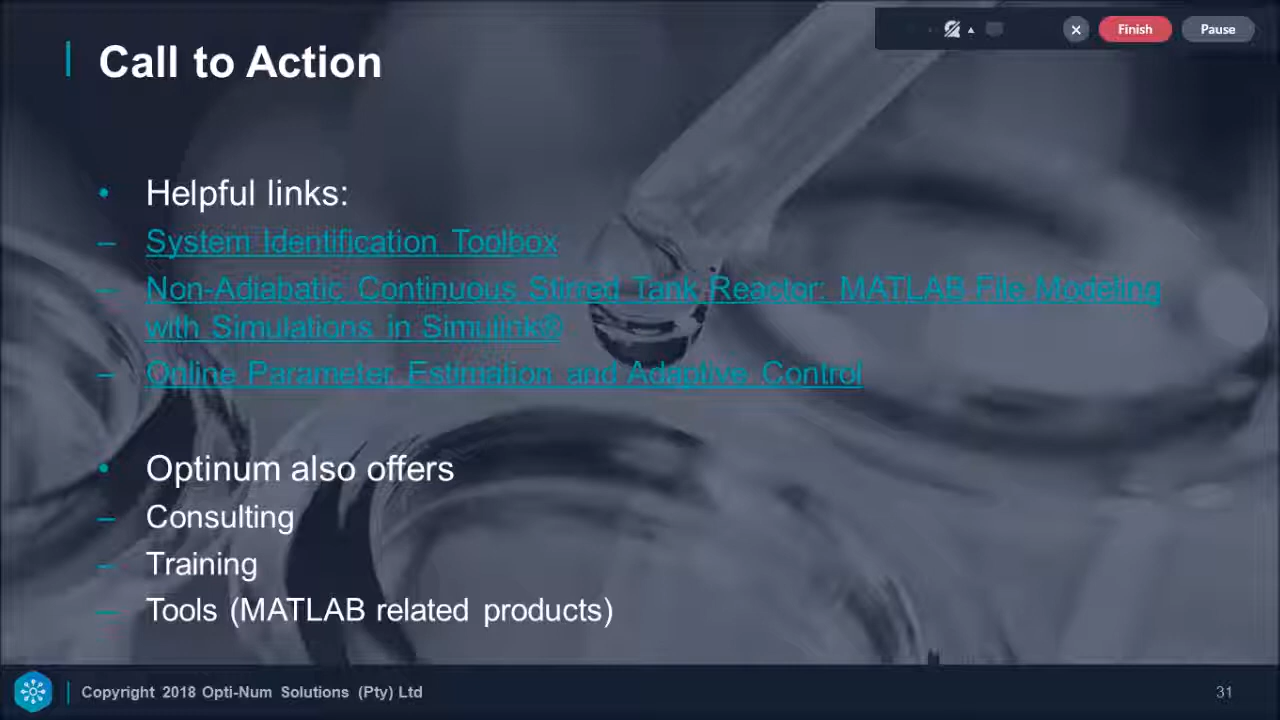 Call to Action
Finish
Pause
Helpful links:
System Identification Toolbox
Non-Adiabatic Continuous Stirred Tank Reactor: MATLAB File Modeling
with Simulations in Simulink®
Online Parameter Estimation and Adaptive Control
Optinum also offers
Consulting
Training
Tools (MATLAB related products)
Copyright 2018 Opti-Num Solutions (Pty) Ltd
31